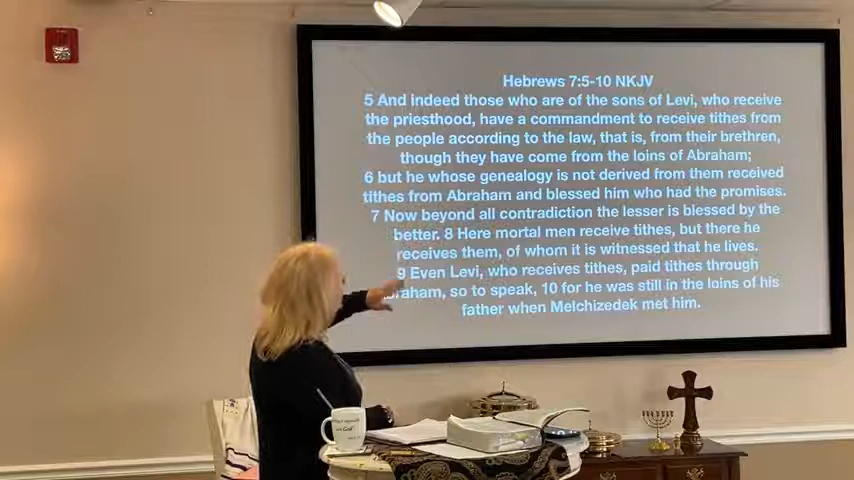 Hebrews 7:5-10 NKJV
5 And indeed those who are of the sons of Levi, who receive
the priesthood, have a commandment to receive tithes from
the people according to the law, that is, from their brethren,
though they have come from the loins of Abraham;
6 but he whose genealogy is not derived from them received
tithes from Abraham and blessed him who had the promises.
7 Now beyond all contradiction the lesser is blessed by the
better. 8 Here mortal men receive tithes, but there he
receives them, of whom it is witnessed that he lives.
9 Even Levi, who receives tithes, paid tithes through
braham, so to speak, 10 for he was still in the loins of his
father when Melchizedek met him.
God